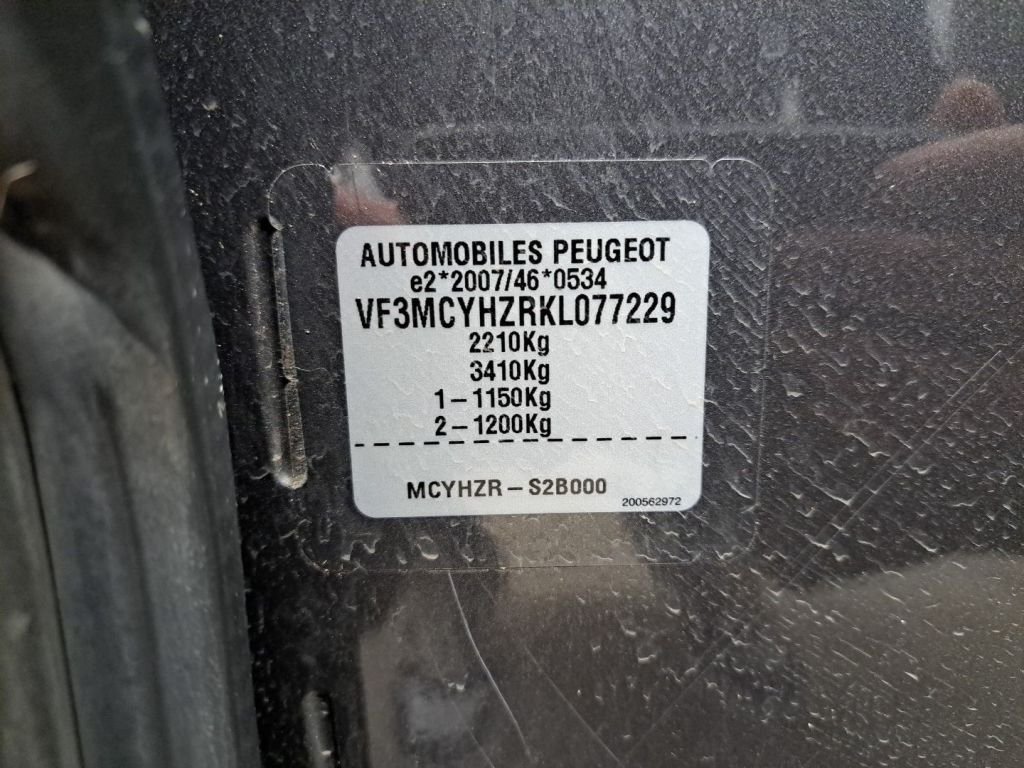 AUTOMOBILES PEUGEOT
e2*2007/46*0534
VF3MCYHZRKL077229
2210Kg
3410Kg
1-1150Kg
2-1200Kg
MCYHZR-S2B000
200562972